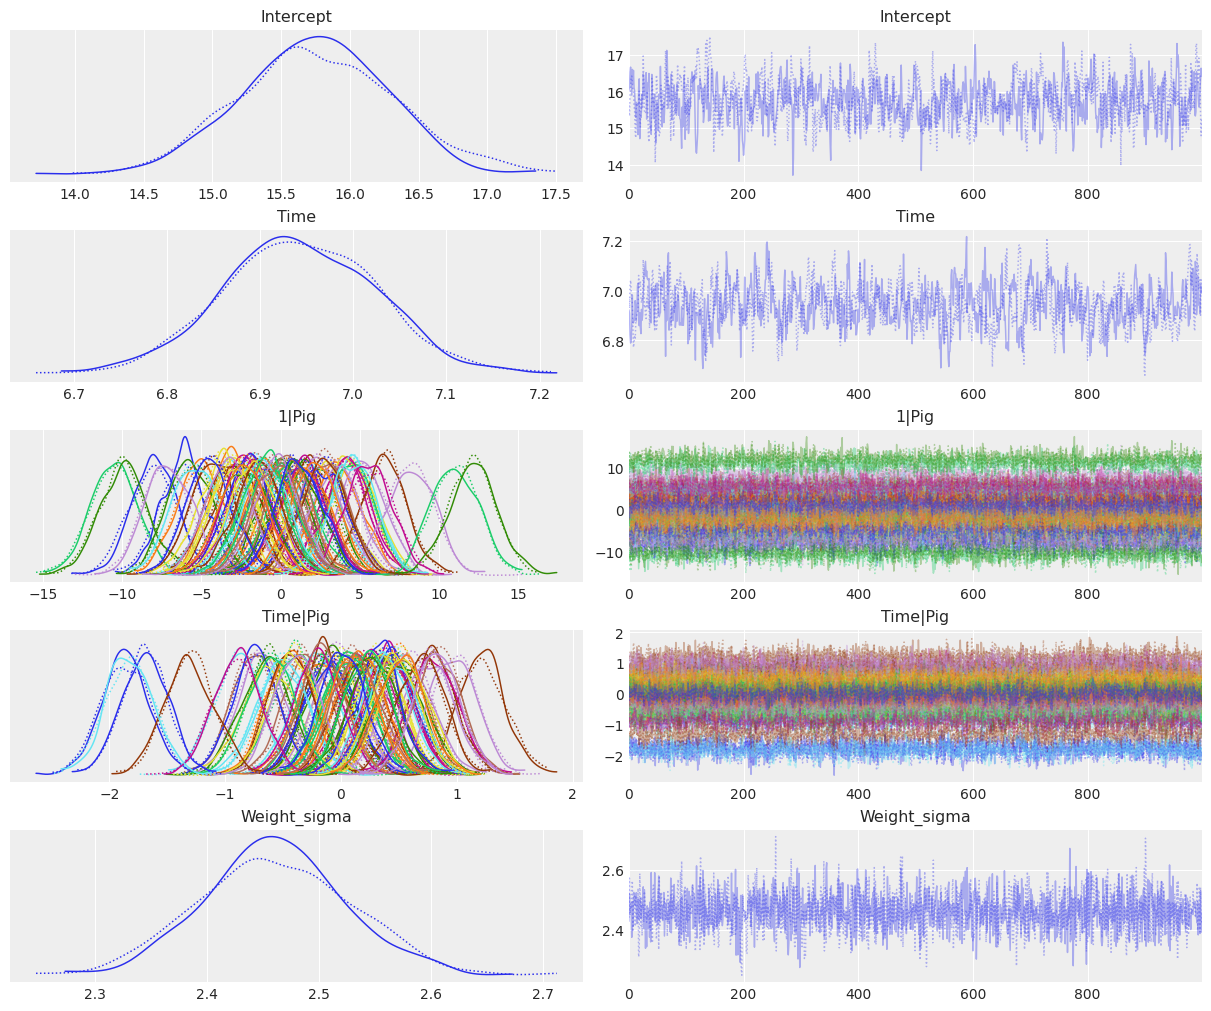 Intercept Intercept
14.0 14.5 15.0 15.5 16.0 16.5 17.0 17.5
17
16
15
14
0 200 400 600 800
Time Time
6.7 6.8 6.9 7.0 7.1 7.2
7.2
7.0
6.8
0 200 400 600 800
1|Pig 1|Pig
−15 −10 −5 0 5 10 15
10
0
−10
0 200 400 600 800
Time|Pig Time|Pig
−2 −1 0 1 2
2
1
0
−1
−2
0 200 400 600 800
Weight_sigma Weight_sigma
2.3 2.4 2.5 2.6 2.7
2.6
2.4
0 200 400 600 800